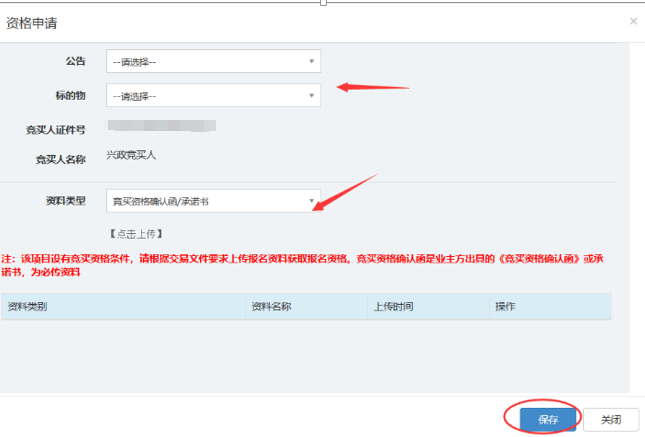 资格申请 ×
公告 --请选择--
标的物 --请选择--
竞买人证件号
竞买人名称 兴政竞买人
资料类型 竞买资格确认函/承诺书
【点击上传】
注：该项目设有竞买资格条件，请根据交易文件要求上传报名资料获取报名资格。竞买资格确认函是业主方出具的《竞买资格确认函》或承
诺书，为必传资料
资料类别 资料名称 上传时间 操作
保存 关闭